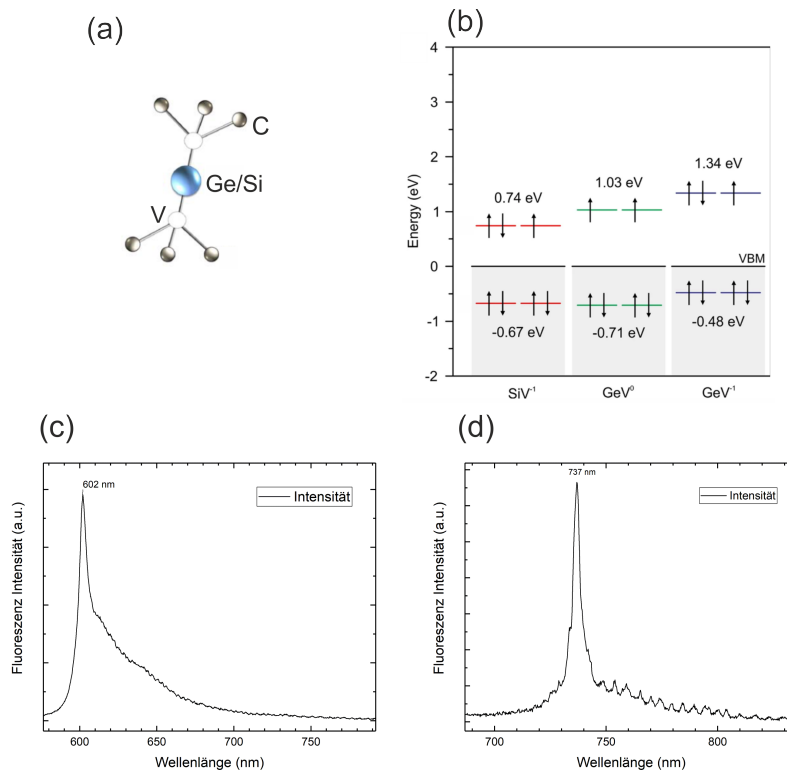 (a)
C
Ge/Si
V
(b)
4
3
2
1
0
-1
-2
Energy (eV)
0.74 eV
1.03 eV
1.34 eV
VBM
-0.67 eV
-0.71 eV
-0.48 eV
SiV-1
GeV0
GeV-1
(c)
602 nm
Intensität
Fluoreszenz Intensität (a.u.)
600
650
700
750
Wellenlänge (nm)
(d)
737 nm
Intensität
Fluoreszenz Intensität (a.u.)
700
750
800
Wellenlänge (nm)